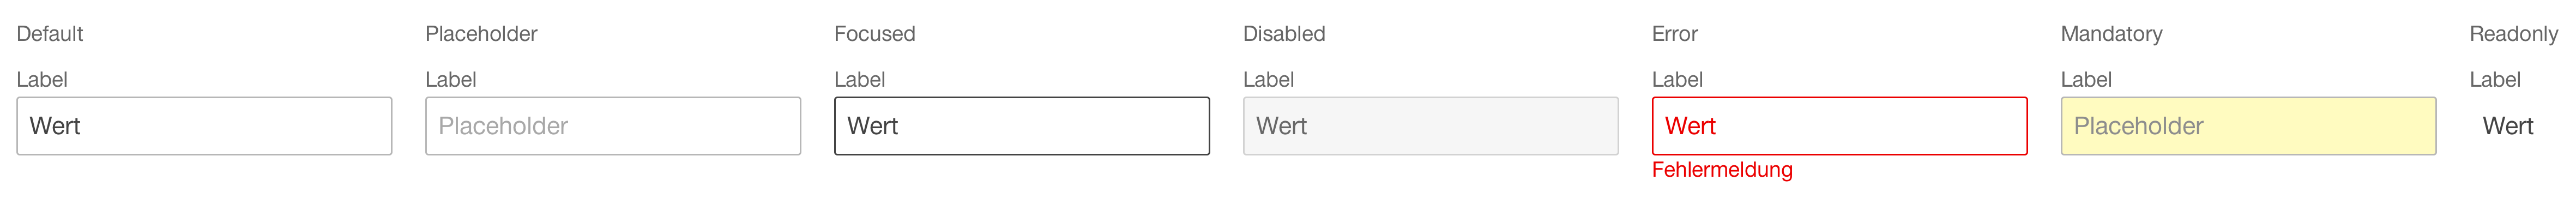 Default Placeholder Focused Disabled Error Mandatory Readonly
Label Label Label Label Label Label Label
Wert Placeholder Wert Wert Wert Placeholder Wert
Fehlermeldung